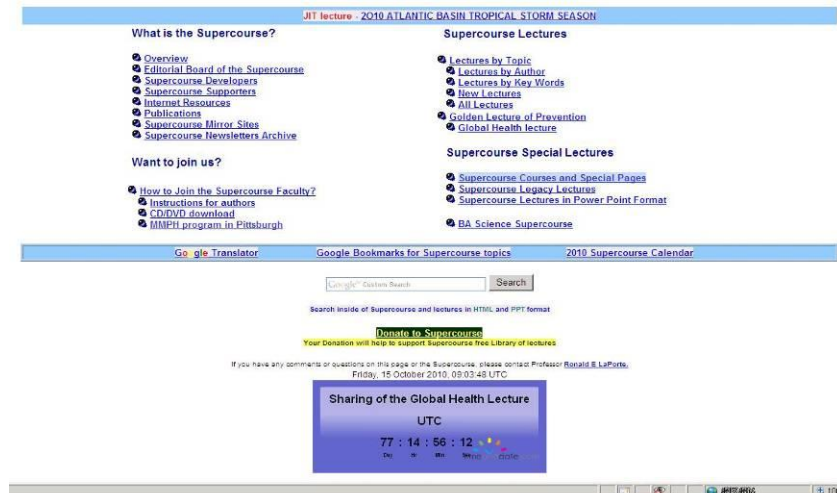 JIT lecture - 2010 ATLANTIC BASIN TROPICAL STORM SEASON
What is the Supercourse?
Overview
Editorial Board of the Supercourse
Supercourse Developers
Supercourse Supporters
Internet Resources
Publications
Supercourse Mirror Sites
Supercourse Newsletters Archive
Want to join us?
How to Join the Supercourse Faculty?
Instructions for authors
CD/DVD download
MMPH program in Pittsburgh
Supercourse Lectures
Lectures by Topic
Lectures by Author
Lectures by Key Words
New Lectures
All Lectures
Golden Lecture of Prevention
Global Health lecture
Supercourse Special Lectures
Supercourse Courses and Special Pages
Supercourse Legacy Lectures
Supercourse Lectures in Power Point Format
BA Science Supercourse
Google Translator Google Bookmarks for Supercourse topics 2010 Supercourse Calendar
Google Custom Search Search
Search inside of Supercourse and lectures in HTML and PPT format
Donate to Supercourse
Your Donation will help to support Supercourse free Library of lectures
If you have any comments or questions on this page or the Supercourse, please contact Professor Ronald E LaPorte.
Friday, 15 October 2010, 09:03:48 UTC
Sharing of the Global Health Lecture
UTC
77 : 14 : 56 : 12
Day Hr Min Sec